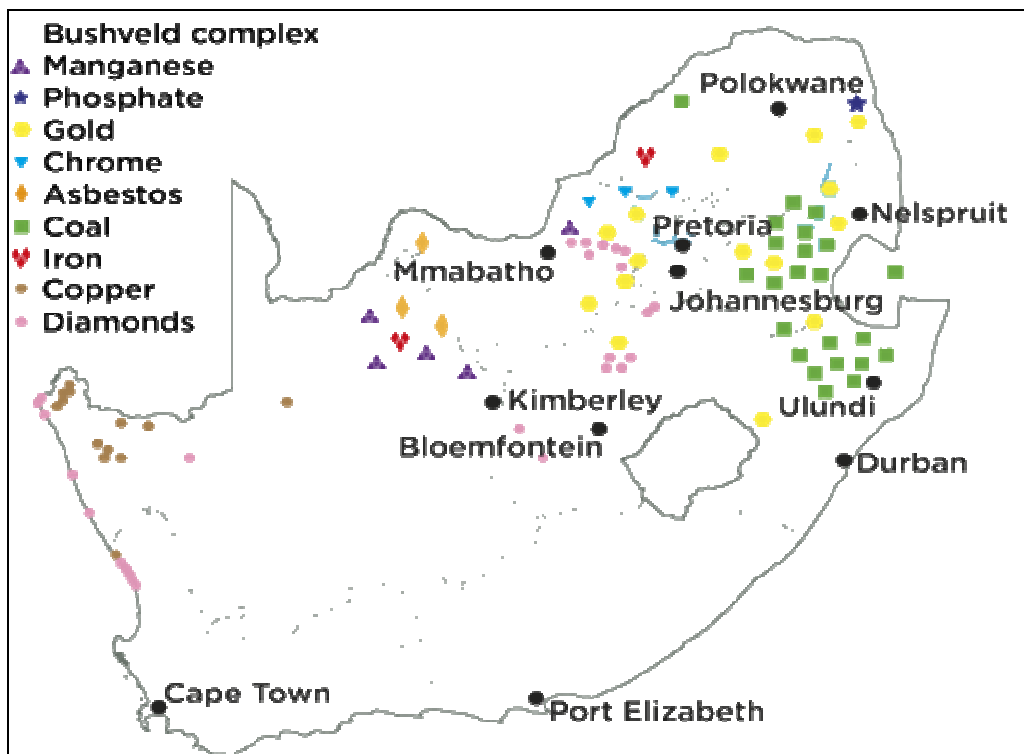 Bushveld complex
Manganese
Phosphate
Gold
Chrome
Asbestos
Coal
Iron
Copper
Diamonds
Polokwane
Nelspruit
Pretoria
Mmabatho
Johannesburg
Kimberley
Ulundi
Bloemfontein
Durban
Cape Town
Port Elizabeth